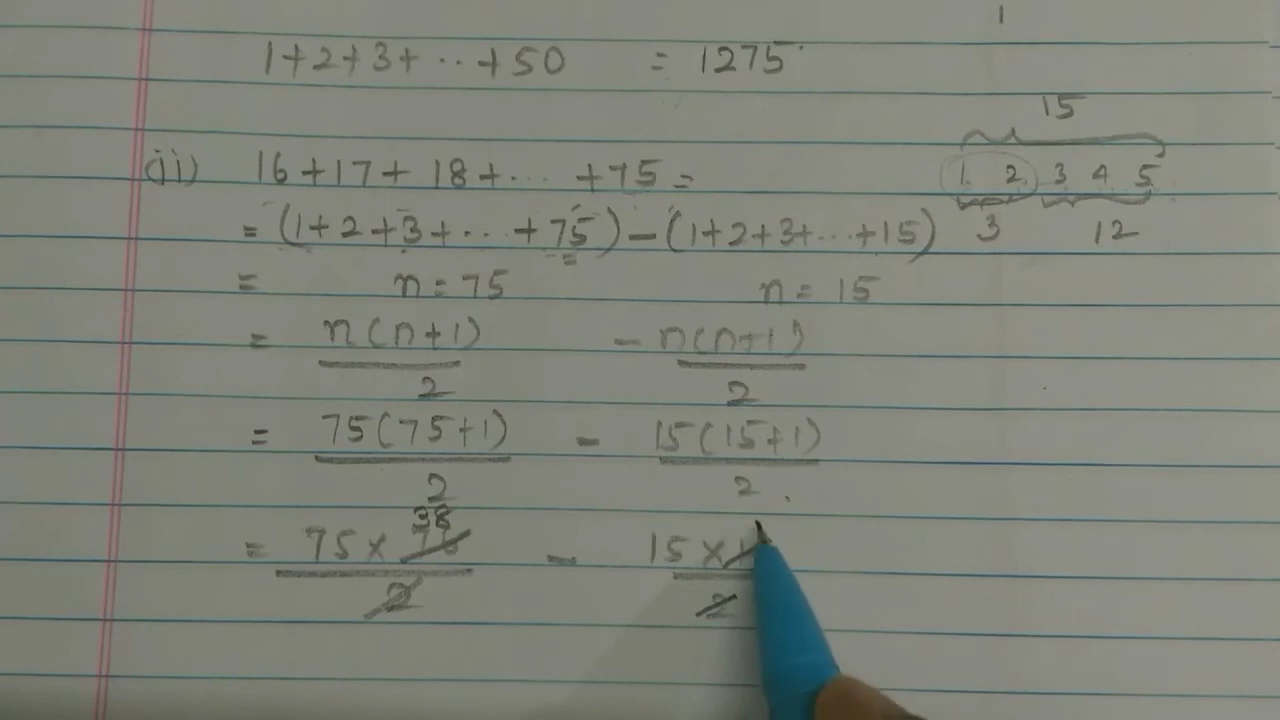 1
1+2+3+ ... +50 = 1275
15
(ii) 16+17+ 18+... +75 =
1 2 3 4 5
= (1+2+3+... +75) - (1+2+3+...+15)
3 12
= n = 75 n = 15
= n(n+1) - n(n+1)
2 2
= 75(75+1) - 15(15+1)
2 2
38
= 75 × 76 - 15 ×
2 2